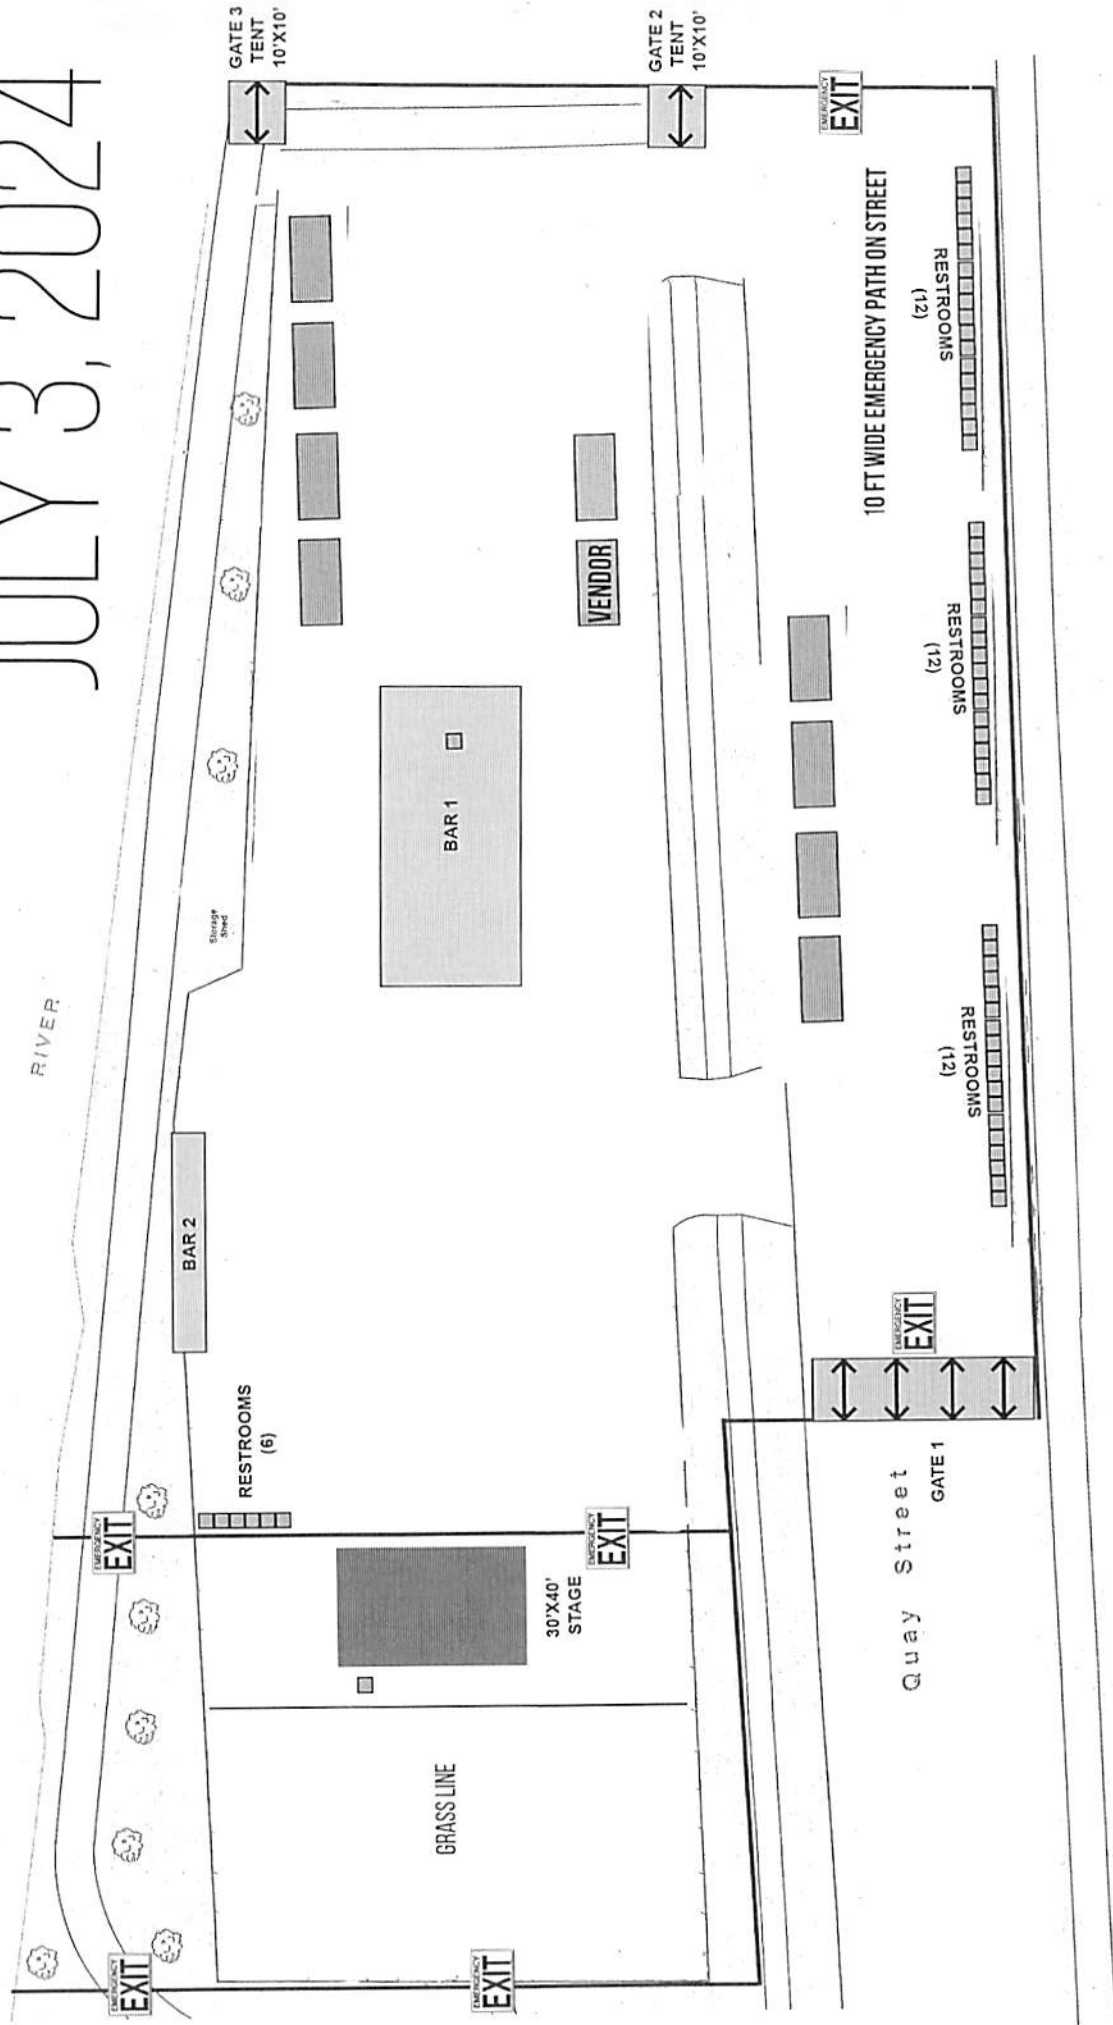 JULY 3, 2024
GATE 3
TENT
10'X10'
GATE 2
TENT
10'X10'
EMERGENCY
EXIT
10 FT WIDE EMERGENCY PATH ON STREET
RESTROOMS
(12)
VENDOR
RESTROOMS
(12)
BAR 1
Storage
Shed
RIVER
RESTROOMS
(12)
BAR 2
EMERGENCY
EXIT
RESTROOMS
(6)
GATE 1
Quay Street
EMERGENCY
EXIT
EMERGENCY
EXIT
30'X40'
STAGE
GRASS LINE
EMERGENCY
EXIT
EMERGENCY
EXIT